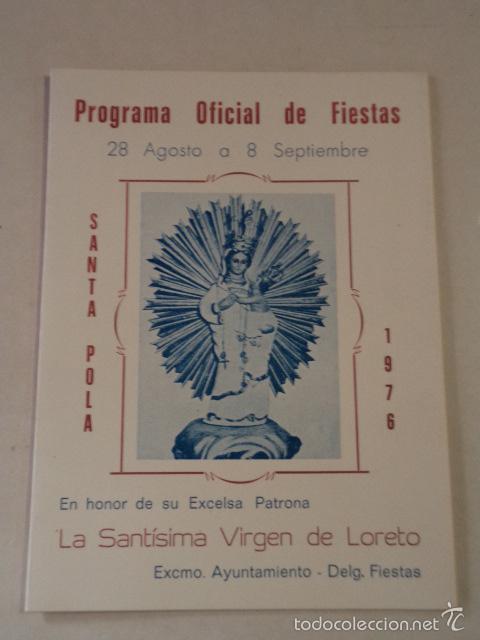 Programa Oficial de Fiestas
28 Agosto a 8 Septiembre
SANTA POLA
1976
En honor de su Excelsa Patrona
La Santísima Virgen de Loreto
Excmo. Ayuntamiento - Delg. Fiestas
todocoleccion.net